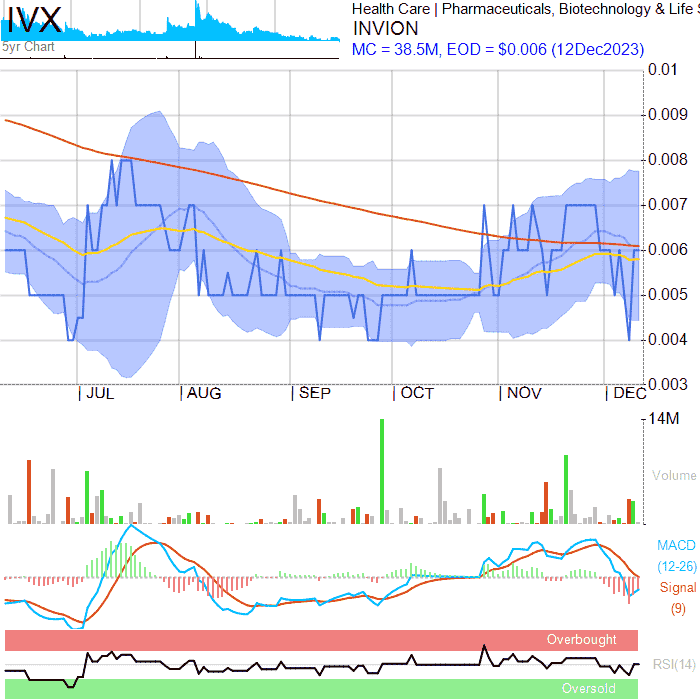 IVX
5yr Chart
Health Care | Pharmaceuticals, Biotechnology & Life S
INVION
MC = 38.5M, EOD = $0.006 (12Dec2023)
0.01
0.009
0.008
0.007
0.006
0.005
0.004
0.003
| JUL | AUG | SEP | OCT | NOV | DEC
14M
Volume
MACD
(12-26)
Signal
(9)
Overbought
RSI(14)
Oversold